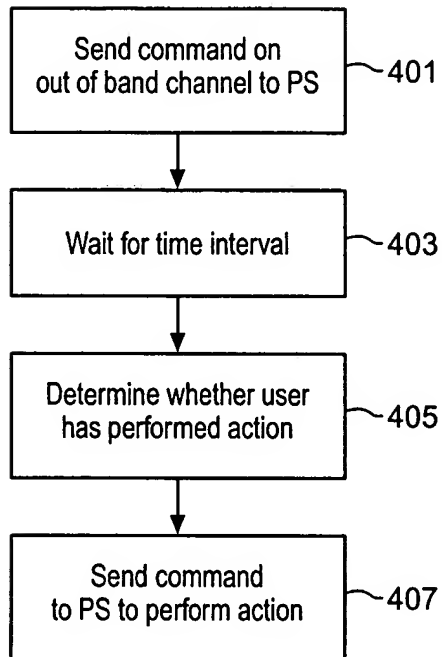 Send command on
out of band channel to PS
401
Wait for time interval
403
Determine whether user
has performed action
405
Send command
to PS to perform action
407